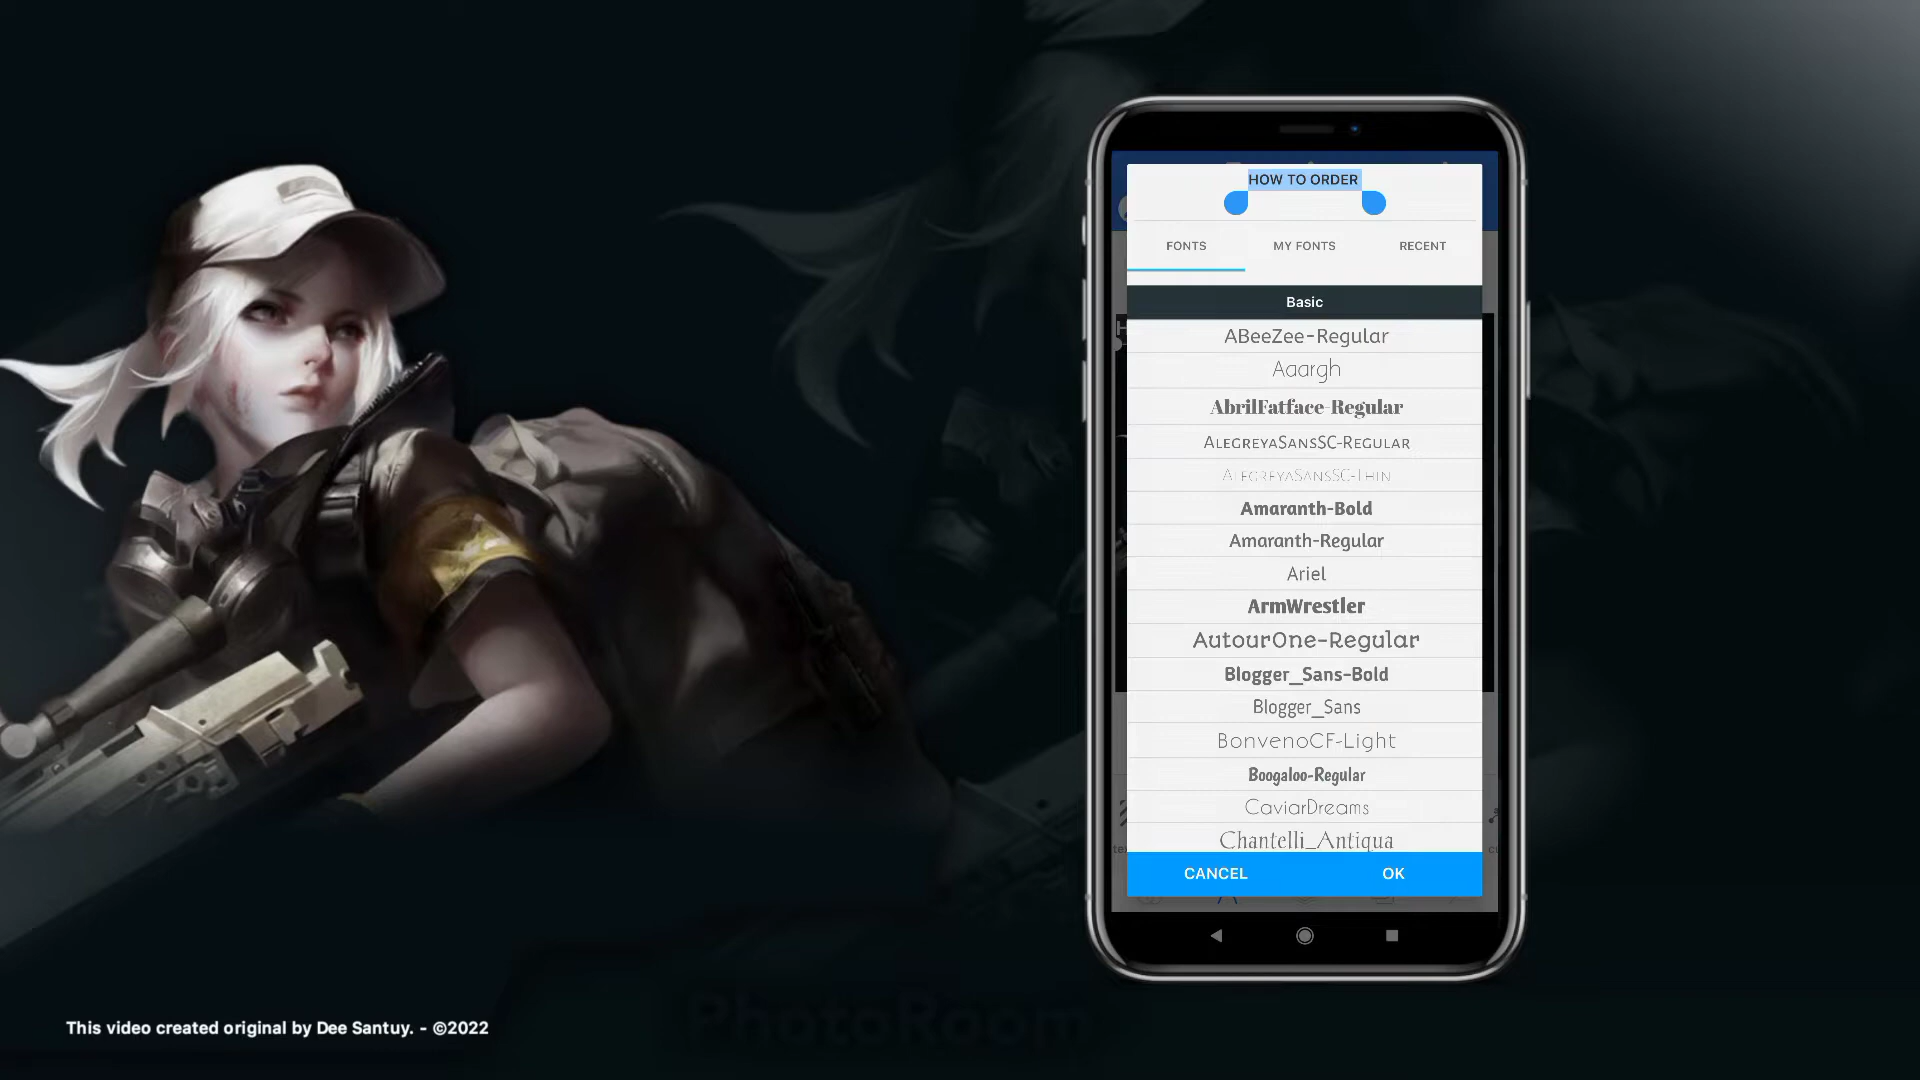 HOW TO ORDER
FONTS
MY FONTS
RECENT
Basic
ABeeZee-Regular
Aaargh
AbrilFatface-Regular
AlegreyaSansSC-Regular
AlegreyaSansSC-Thin
Amaranth-Bold
Amaranth-Regular
Ariel
ArmWrestler
AutourOne-Regular
Blogger_Sans-Bold
Blogger_Sans
BonvenoCF-Light
Boogaloo-Regular
CaviarDreams
Chantelli_Antiqua
CANCEL
OK
PhotoRoom
This video created original by Dee Santuy. - ©2022